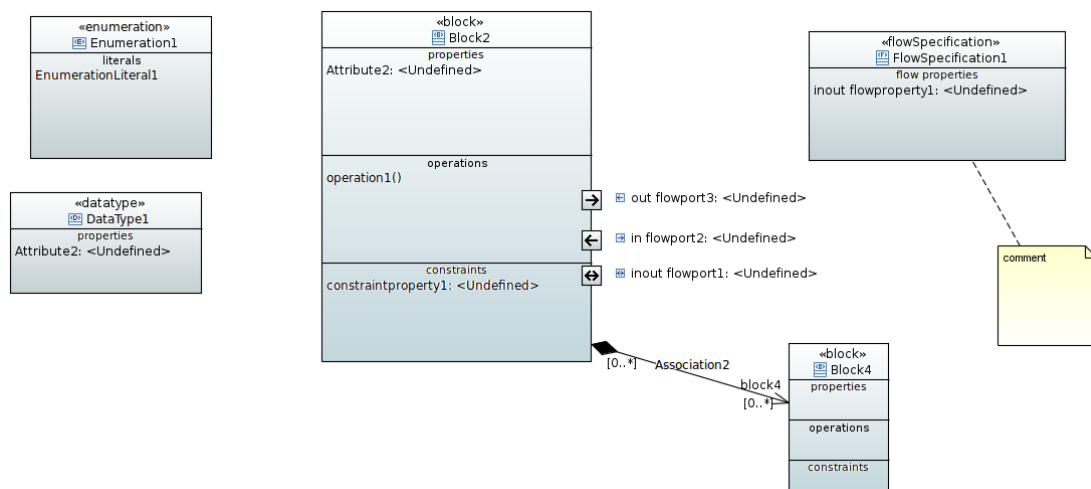 «enumeration»
Enumeration1
literals
EnumerationLiteral1
«datatype»
DataType1
properties
Attribute2: <Undefined>
«block»
Block2
properties
Attribute2: <Undefined>
operations
operation1()
constraints
constraintproperty1: <Undefined>
out flowport3: <Undefined>
in flowport2: <Undefined>
inout flowport1: <Undefined>
«flowSpecification»
FlowSpecification1
flow properties
inout flowproperty1: <Undefined>
comment
[0..*]
Association2
block4
[0..*]
«block»
Block4
properties
operations
constraints